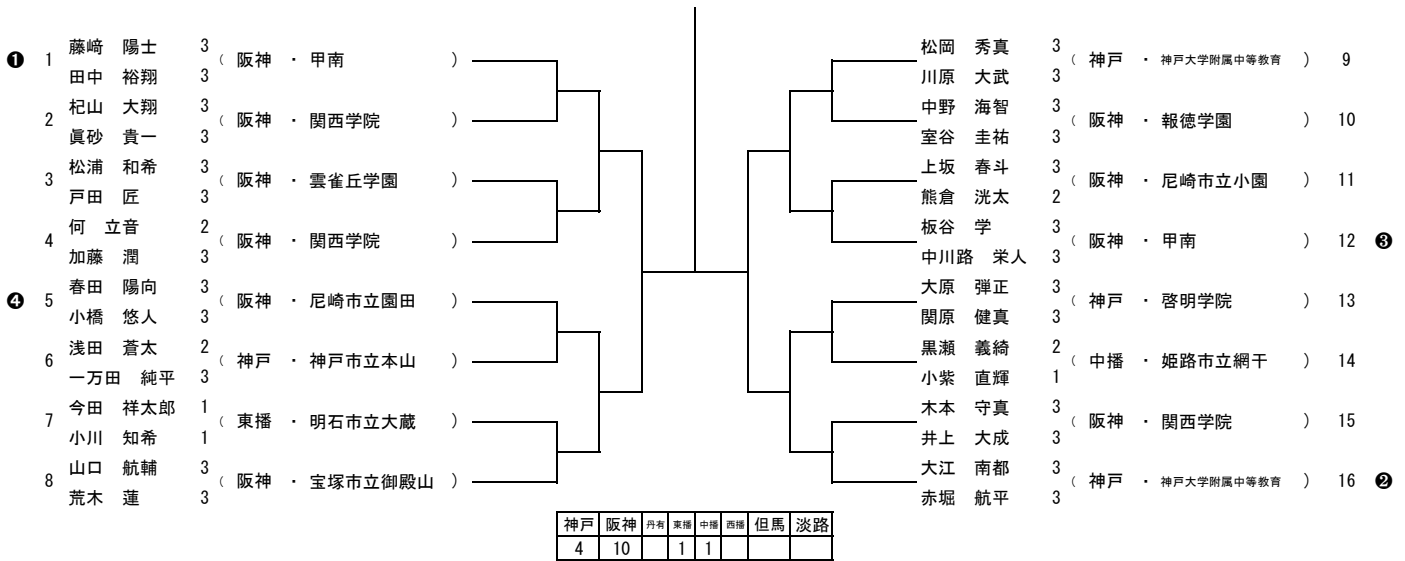 藤﨑　陽士　3
❶ 1 ( 阪神 ・ 甲南 )
田中　裕翔　3
杞山　大翔　3
2 ( 阪神 ・ 関西学院 )
眞砂　貴一　3
松浦　和希　3
3 ( 阪神 ・ 雲雀丘学園 )
戸田　匠　3
何　立音　2
4 ( 阪神 ・ 関西学院 )
加藤　潤　3
春田　陽向　3
❹ 5 ( 阪神 ・ 尼崎市立園田 )
小橋　悠人　3
浅田　蒼太　2
6 ( 神戸 ・ 神戸市立本山 )
一万田　純平　3
今田　祥太郎　1
7 ( 東播 ・ 明石市立大蔵 )
小川　知希　1
山口　航輔　3
8 ( 阪神 ・ 宝塚市立御殿山 )
荒木　蓮　3
松岡　秀真　3
( 神戸 ・ 神戸大学附属中等教育 ) 9
川原　大武　3
中野　海智　3
( 阪神 ・ 報徳学園 ) 10
室谷　圭祐　3
上坂　春斗　3
( 阪神 ・ 尼崎市立小園 ) 11
熊倉　洸太　2
板谷　学　3
( 阪神 ・ 甲南 ) 12 ❸
中川路　栄人　3
大原　弾正　3
( 神戸 ・ 啓明学院 ) 13
関原　健真　3
黒瀬　義綺　2
( 中播 ・ 姫路市立網干 ) 14
小紫　直輝　1
木本　守真　3
( 阪神 ・ 関西学院 ) 15
井上　大成　3
大江　南都　3
( 神戸 ・ 神戸大学附属中等教育 ) 16 ❷
赤堀　航平　3
神戸 阪神 丹有 東播 中播 西播 但馬 淡路
4 10 1 1